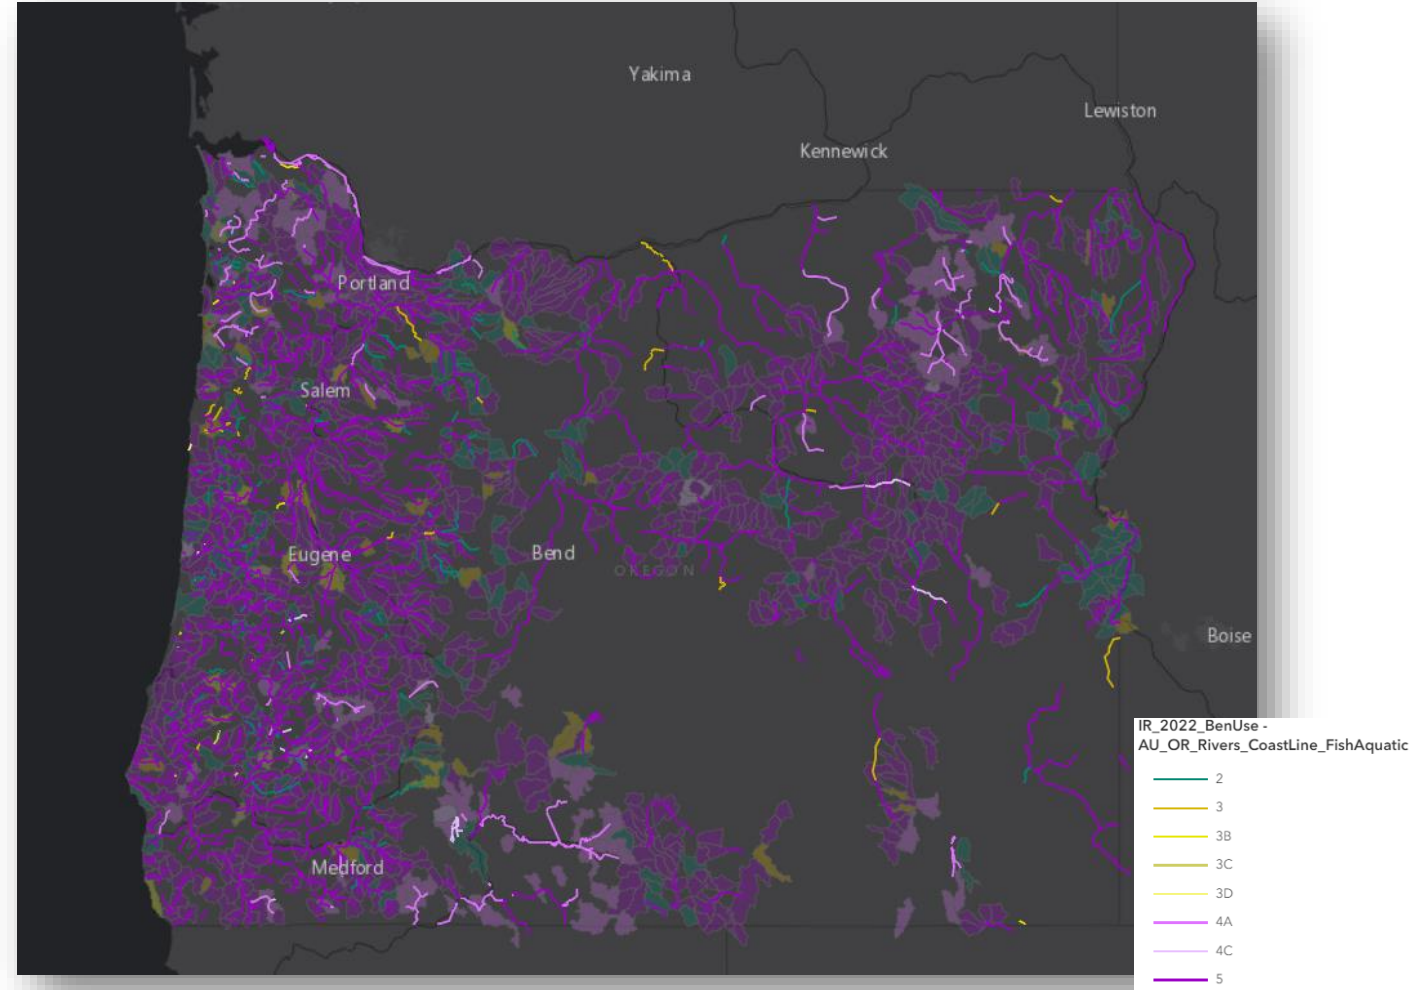 Yakima
Lewiston
Kennewick
Portland
Salem
Eugene
Bend
OREGON
Boise
Medford
IR_2022_BenUse -
AU_OR_Rivers_CoastLine_FishAquatic
2
3
3B
3C
3D
4A
4C
5